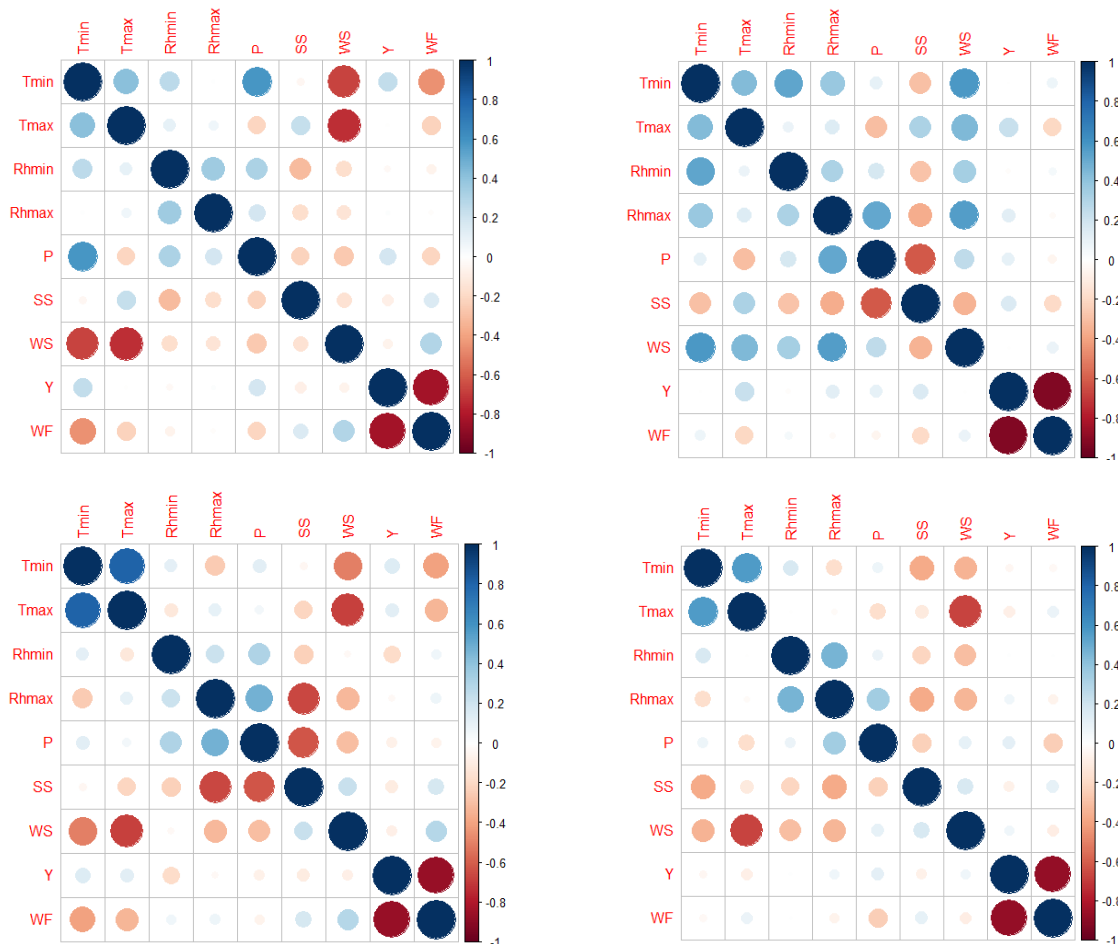 Tmin Tmax Rhmin Rhmax P SS WS Y WF
Tmin
Tmax
Rhmin
Rhmax
P
SS
WS
Y
WF
1
0.8
0.6
0.4
0.2
0
-0.2
-0.4
-0.6
-0.8
-1
Tmin Tmax Rhmin Rhmax P SS WS Y WF
Tmin
Tmax
Rhmin
Rhmax
P
SS
WS
Y
WF
1
0.8
0.6
0.4
0.2
0
-0.2
-0.4
-0.6
-0.8
-1
Tmin Tmax Rhmin Rhmax P SS WS Y WF
Tmin
Tmax
Rhmin
Rhmax
P
SS
WS
Y
WF
1
0.8
0.6
0.4
0.2
0
-0.2
-0.4
-0.6
-0.8
-1
Tmin Tmax Rhmin Rhmax P SS WS Y WF
Tmin
Tmax
Rhmin
Rhmax
P
SS
WS
Y
WF
1
0.8
0.6
0.4
0.2
0
-0.2
-0.4
-0.6
-0.8
-1